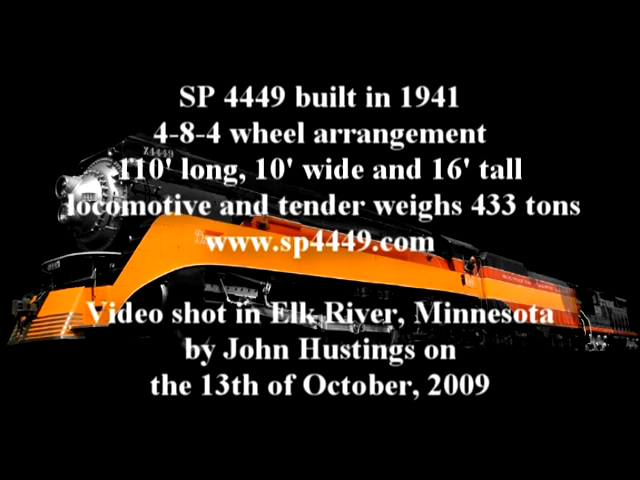 SP 4449 built in 1941
4-8-4 wheel arrangement
110' long, 10' wide and 16' tall
locomotive and tender weighs 433 tons
www.sp4449.com
Video shot in Elk River, Minnesota
by John Hustings on
the 13th of October, 2009
X4449